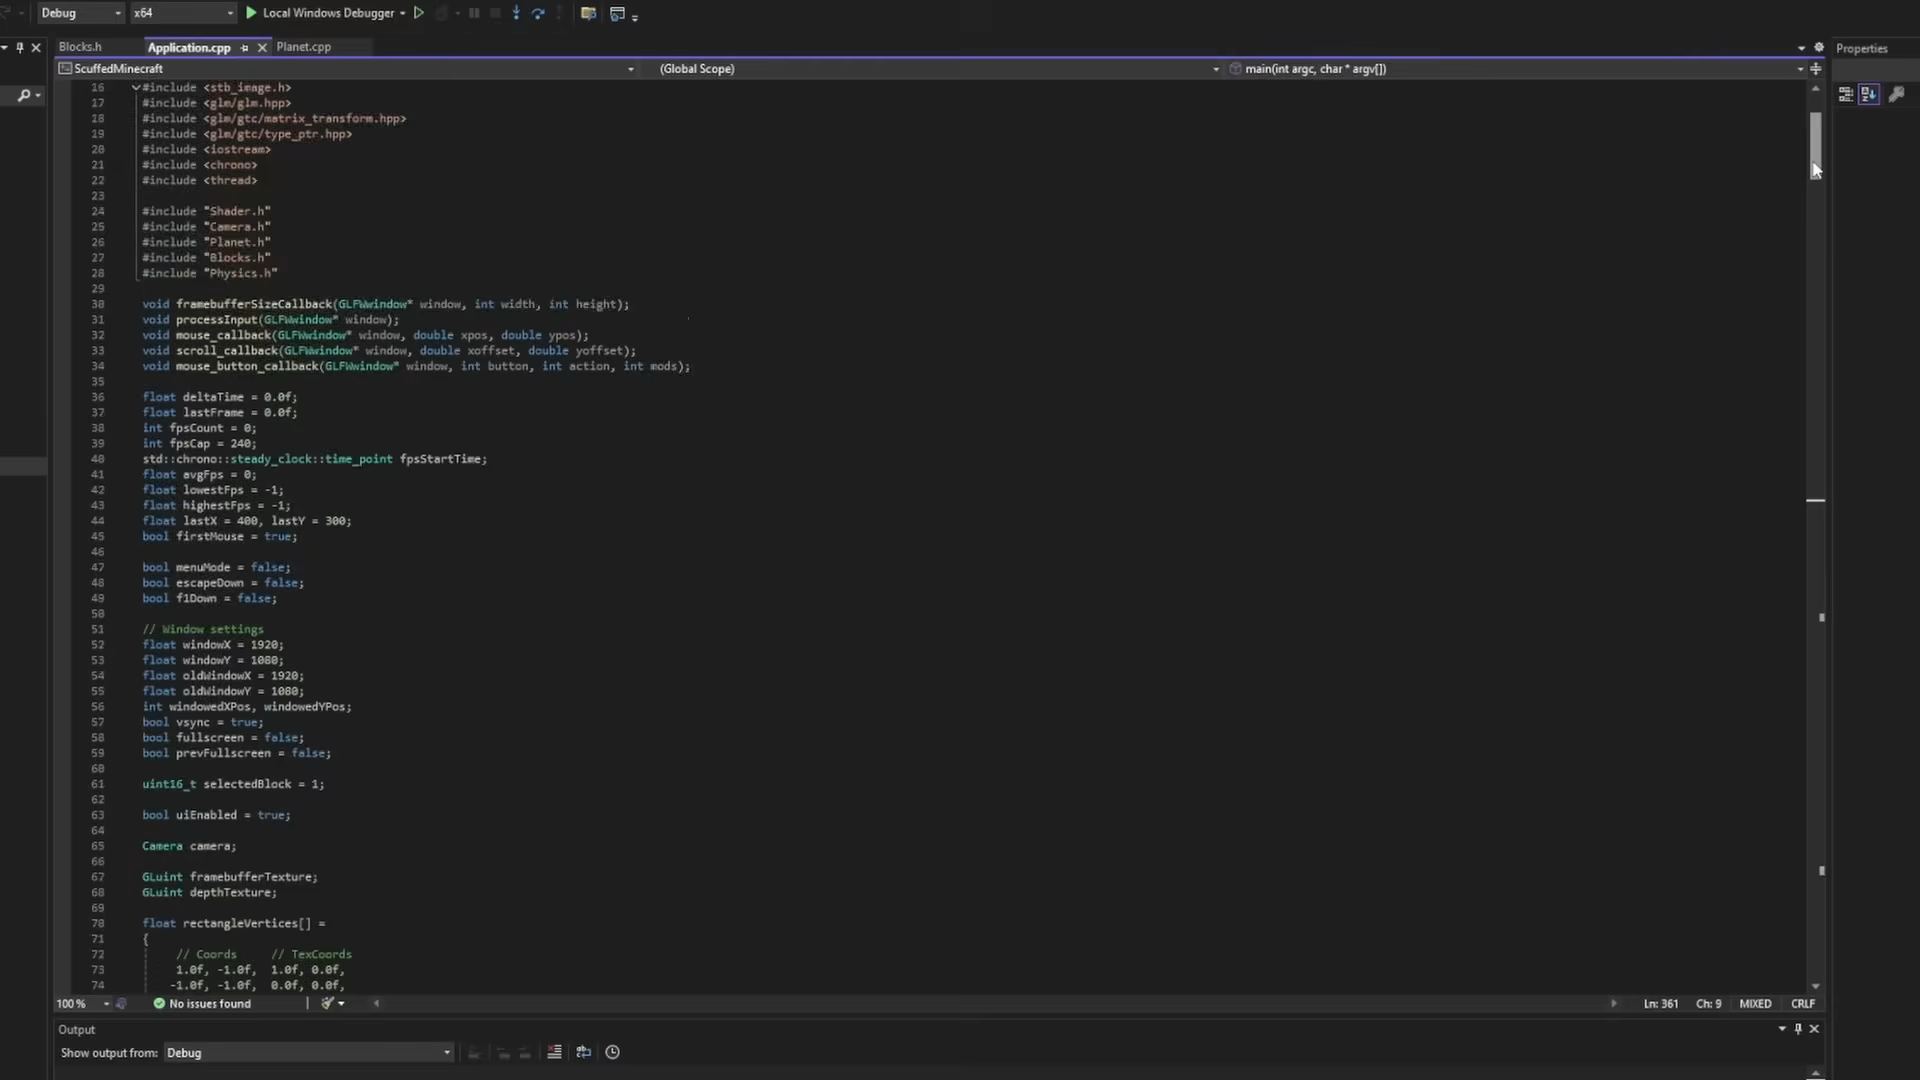 Debug x64 Local Windows Debugger
Blocks.h Application.cpp Planet.cpp Properties
ScuffedMinecraft (Global Scope) main(int argc, char * argv[])
16 #include <stb_image.h>
17 #include <glm/glm.hpp>
18 #include <glm/gtc/matrix_transform.hpp>
19 #include <glm/gtc/type_ptr.hpp>
20 #include <iostream>
21 #include <chrono>
22 #include <thread>
23
24 #include "Shader.h"
25 #include "Camera.h"
26 #include "Planet.h"
27 #include "Blocks.h"
28 #include "Physics.h"
29
30 void framebufferSizeCallback(GLFWwindow* window, int width, int height);
31 void processInput(GLFWwindow* window);
32 void mouse_callback(GLFWwindow* window, double xpos, double ypos);
33 void scroll_callback(GLFWwindow* window, double xoffset, double yoffset);
34 void mouse_button_callback(GLFWwindow* window, int button, int action, int mods);
35
36 float deltaTime = 0.0f;
37 float lastFrame = 0.0f;
38 int fpsCount = 0;
39 int fpsCap = 240;
40 std::chrono::steady_clock::time_point fpsStartTime;
41 float avgFps = 0;
42 float lowestFps = -1;
43 float highestFps = -1;
44 float lastX = 400, lastY = 300;
45 bool firstMouse = true;
46
47 bool menuMode = false;
48 bool escapeDown = false;
49 bool f1Down = false;
50
51 // Window settings
52 float windowX = 1920;
53 float windowY = 1080;
54 float oldWindowX = 1920;
55 float oldWindowY = 1080;
56 int windowedXPos, windowedYPos;
57 bool vsync = true;
58 bool fullscreen = false;
59 bool prevFullscreen = false;
60
61 uint16_t selectedBlock = 1;
62
63 bool uiEnabled = true;
64
65 Camera camera;
66
67 GLuint framebufferTexture;
68 GLuint depthTexture;
69
70 float rectangleVertices[] =
71 {
72 // Coords // TexCoords
73 1.0f, -1.0f, 1.0f, 0.0f,
74 -1.0f, -1.0f, 0.0f, 0.0f,
100 % No issues found Ln: 361 Ch: 9 MIXED CRLF
Output
Show output from: Debug